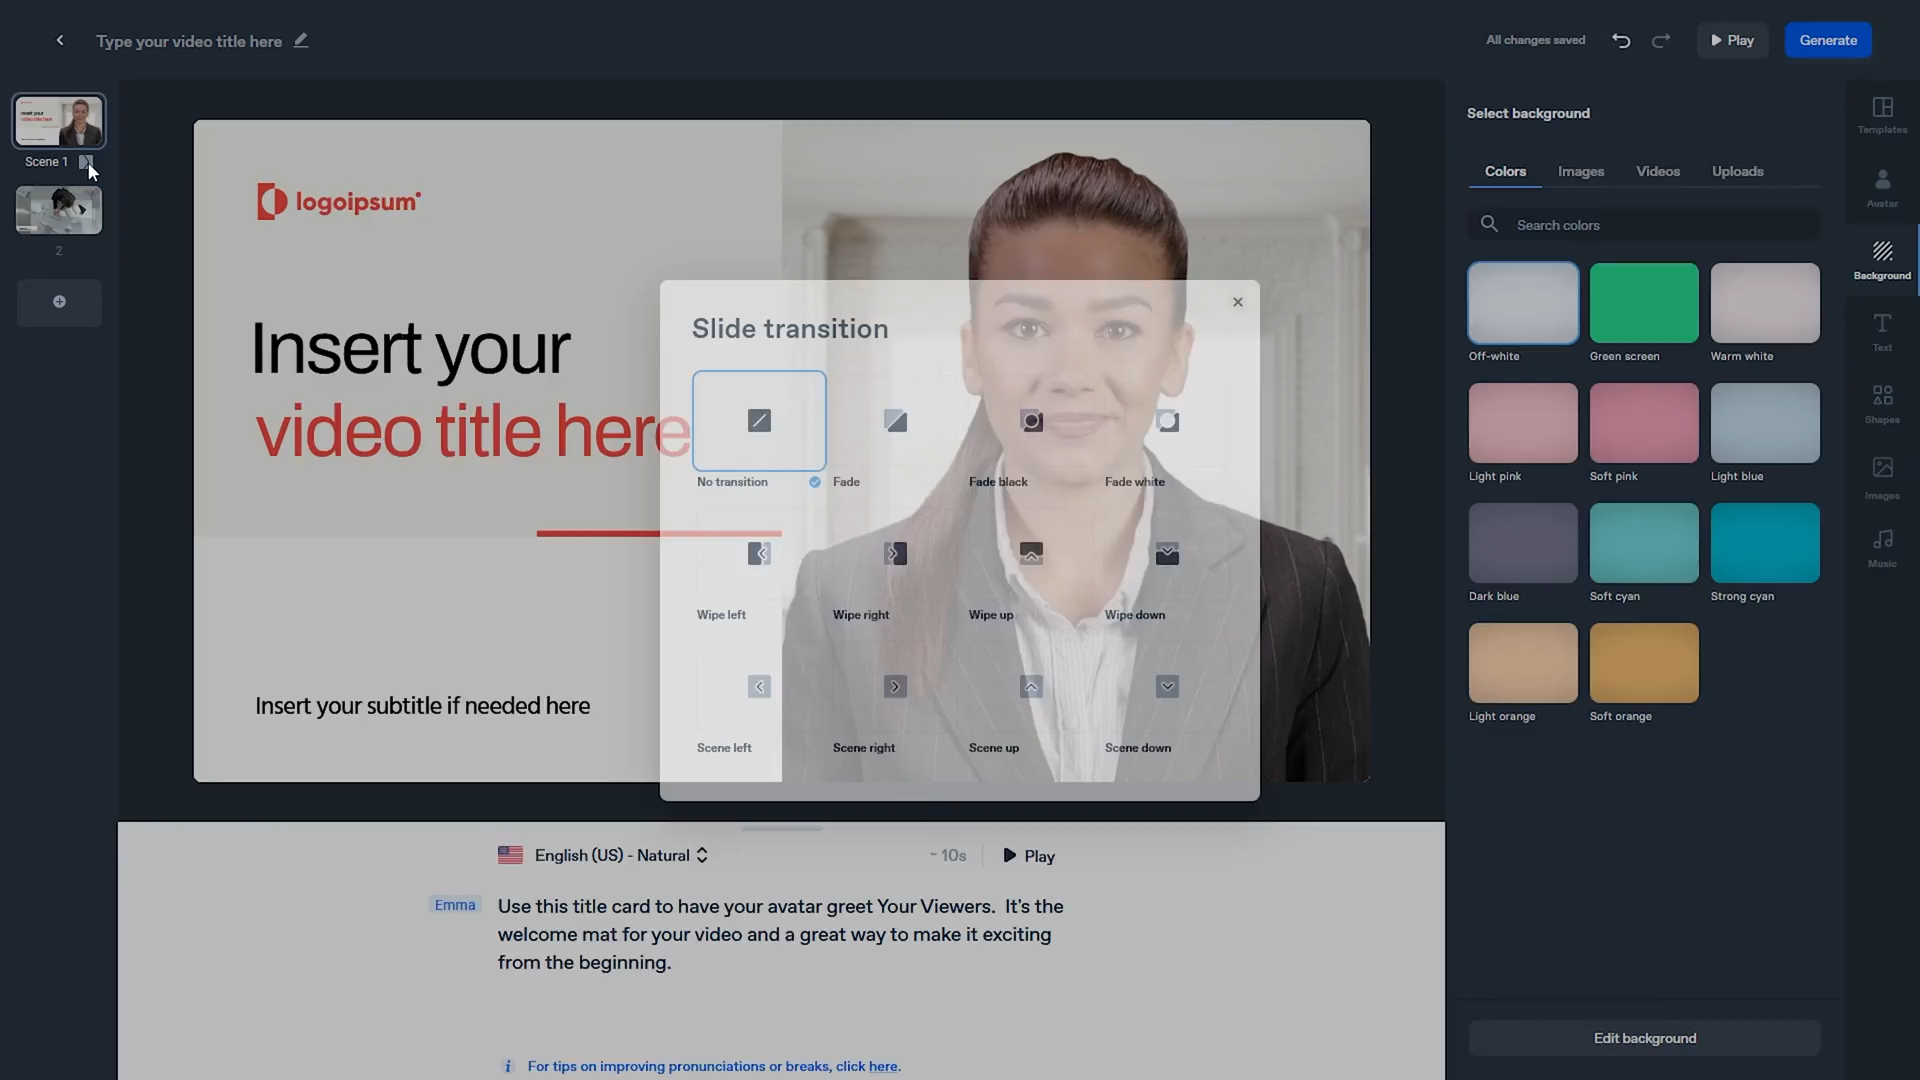 Type your video title here
All changes saved
Play
Generate
Scene 1
2
logoipsum
Insert your
video title here
Insert your subtitle if needed here
Slide transition
No transition
Fade
Fade black
Fade white
Wipe left
Wipe right
Wipe up
Wipe down
Scene left
Scene right
Scene up
Scene down
English (US) - Natural
~ 10s
Play
Emma
Use this title card to have your avatar greet Your Viewers. It's the
welcome mat for your video and a great way to make it exciting
from the beginning.
For tips on improving pronunciations or breaks, click here.
Select background
Colors
Images
Videos
Uploads
Search colors
Off-white
Green screen
Warm white
Light pink
Soft pink
Light blue
Dark blue
Soft cyan
Strong cyan
Light orange
Soft orange
Edit background
Templates
Avatar
Background
Text
Shapes
Images
Music